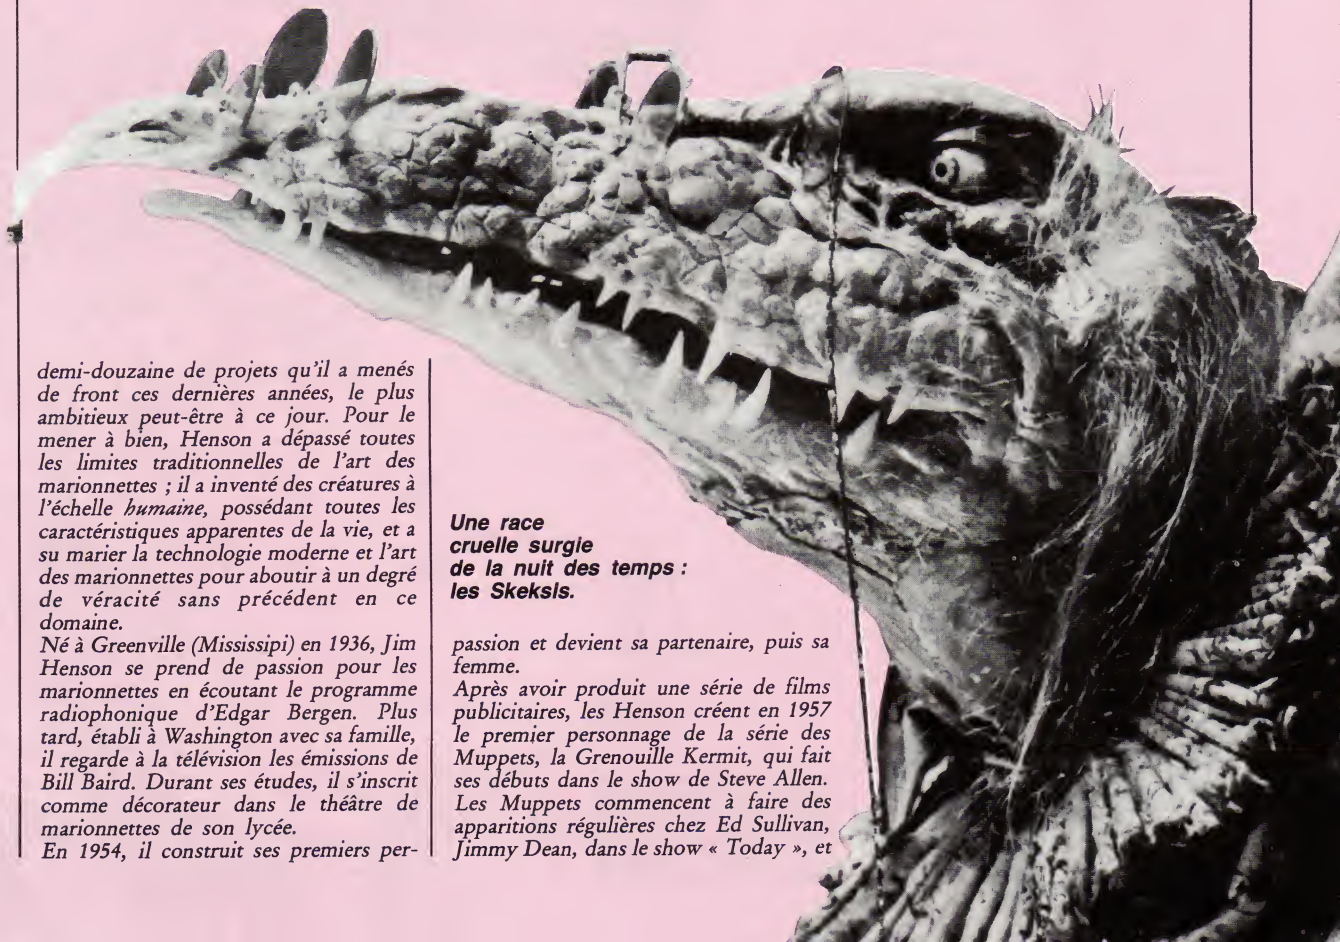 demi-douzaine de projets qu'il a menés
de front ces dernières années, le plus
ambitieux peut-être à ce jour. Pour le
mener à bien, Henson a dépassé toutes
les limites traditionnelles de l'art des
marionnettes ; il a inventé des créatures à
l'échelle humaine, possédant toutes les
caractéristiques apparentes de la vie, et a
su marier la technologie moderne et l'art
des marionnettes pour aboutir à un degré
de véracité sans précédent en ce
domaine.
Né à Greenville (Mississipi) en 1936, Jim
Henson se prend de passion pour les
marionnettes en écoutant le programme
radiophonique d'Edgar Bergen. Plus
tard, établi à Washington avec sa famille,
il regarde à la télévision les émissions de
Bill Baird. Durant ses études, il s'inscrit
comme décorateur dans le théâtre de
marionnettes de son lycée.
En 1954, il construit ses premiers per-
Une race
cruelle surgie
de la nuit des temps :
les Skeksis.
passion et devient sa partenaire, puis sa
femme.
Après avoir produit une série de films
publicitaires, les Henson créent en 1957
le premier personnage de la série des
Muppets, la Grenouille Kermit, qui fait
ses débuts dans le show de Steve Allen.
Les Muppets commencent à faire des
apparitions régulières chez Ed Sullivan,
Jimmy Dean, dans le show « Today », et